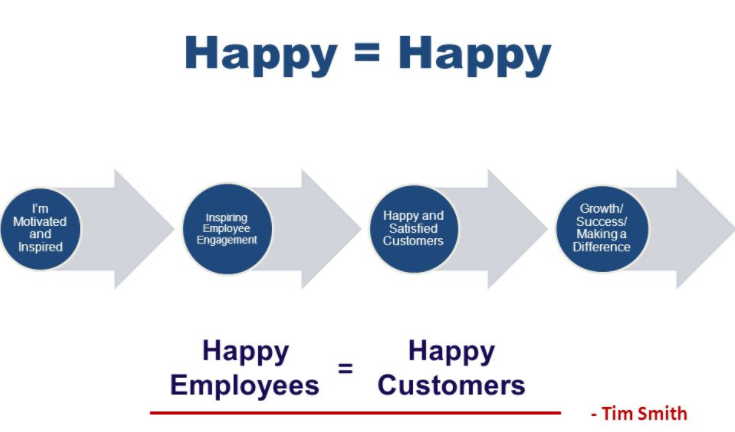 Happy = Happy
I'm
Motivated
and
Inspired
Inspiring
Employee
Engagement
Happy and
Satisfied
Customers
Growth/
Success/
Making a
Difference
Happy
Employees
=
Happy
Customers
- Tim Smith